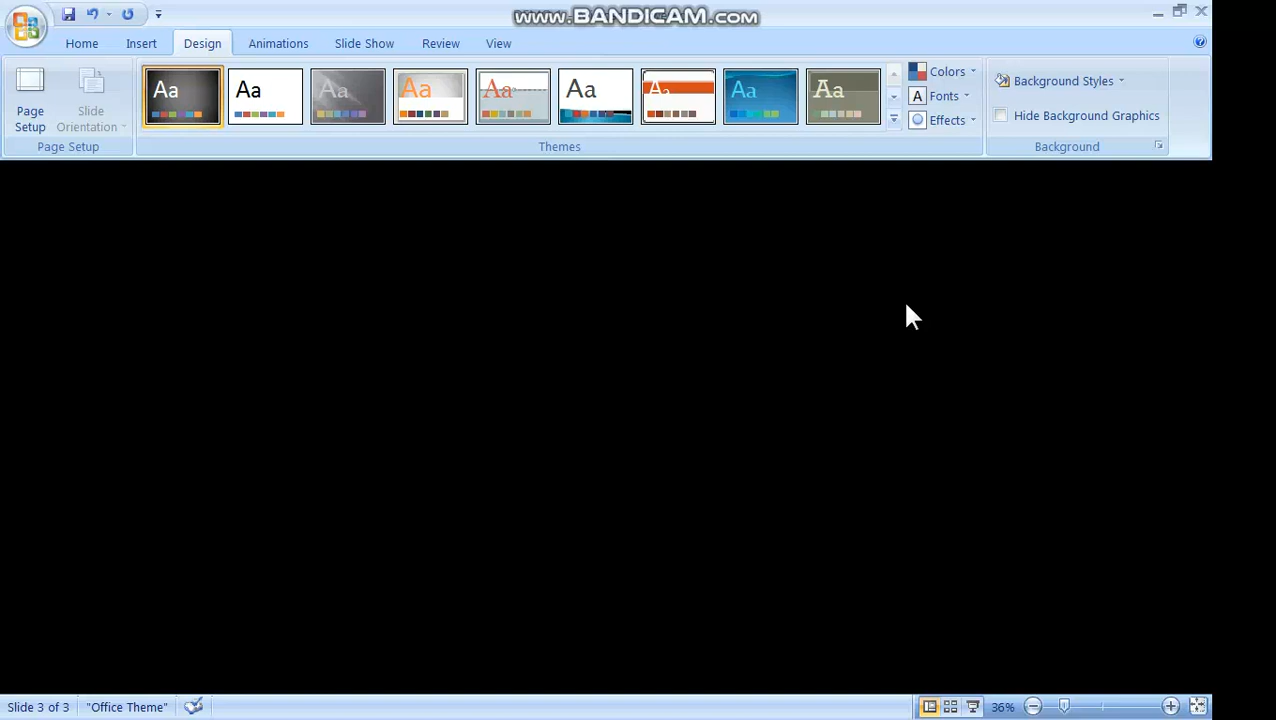 www.BANDICAM.com
Home Insert Design Animations Slide Show Review View
Page Setup
Slide Orientation
Aa Aa Aa Aa Aa Aa Aa Aa Aa
Colors
Fonts
Effects
Background Styles
Hide Background Graphics
Page Setup Themes Background
Slide 3 of 3 "Office Theme" 36%